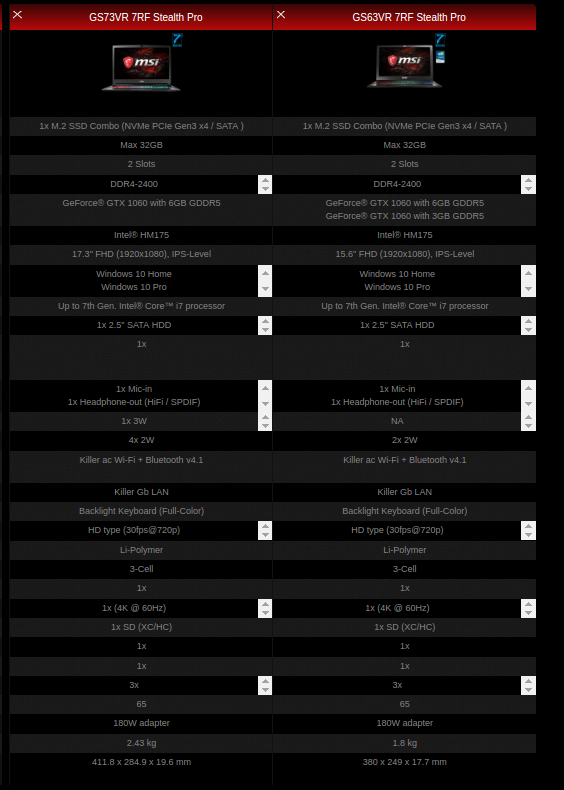 GS73VR 7RF Stealth Pro GS63VR 7RF Stealth Pro
msi msi
1x M.2 SSD Combo (NVMe PCIe Gen3 x4 / SATA ) 1x M.2 SSD Combo (NVMe PCIe Gen3 x4 / SATA )
Max 32GB Max 32GB
2 Slots 2 Slots
DDR4-2400 DDR4-2400
GeForce® GTX 1060 with 6GB GDDR5 GeForce® GTX 1060 with 6GB GDDR5
GeForce® GTX 1060 with 3GB GDDR5
Intel® HM175 Intel® HM175
17.3" FHD (1920x1080), IPS-Level 15.6" FHD (1920x1080), IPS-Level
Windows 10 Home Windows 10 Home
Windows 10 Pro Windows 10 Pro
Up to 7th Gen. Intel® Core™ i7 processor Up to 7th Gen. Intel® Core™ i7 processor
1x 2.5" SATA HDD 1x 2.5" SATA HDD
1x 1x
1x Mic-in 1x Mic-in
1x Headphone-out (HiFi / SPDIF) 1x Headphone-out (HiFi / SPDIF)
1x 3W NA
4x 2W 2x 2W
Killer ac Wi-Fi + Bluetooth v4.1 Killer ac Wi-Fi + Bluetooth v4.1
Killer Gb LAN Killer Gb LAN
Backlight Keyboard (Full-Color) Backlight Keyboard (Full-Color)
HD type (30fps@720p) HD type (30fps@720p)
Li-Polymer Li-Polymer
3-Cell 3-Cell
1x 1x
1x (4K @ 60Hz) 1x (4K @ 60Hz)
1x SD (XC/HC) 1x SD (XC/HC)
1x 1x
1x 1x
3x 3x
65 65
180W adapter 180W adapter
2.43 kg 1.8 kg
411.8 x 284.9 x 19.6 mm 380 x 249 x 17.7 mm